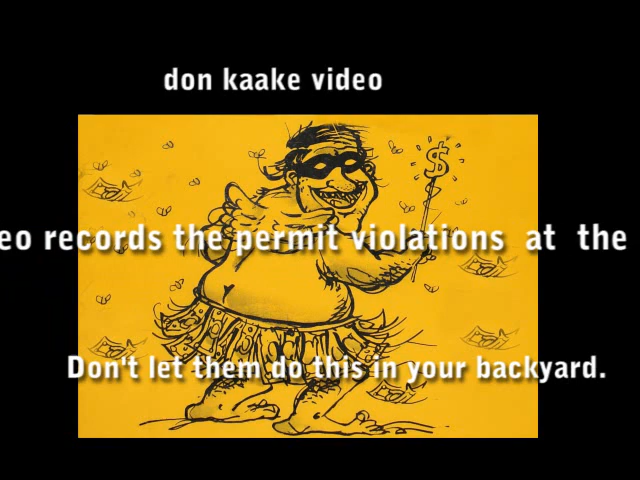 don kaake video
$
eo records the permit violations at the
Don't let them do this in your backyard.